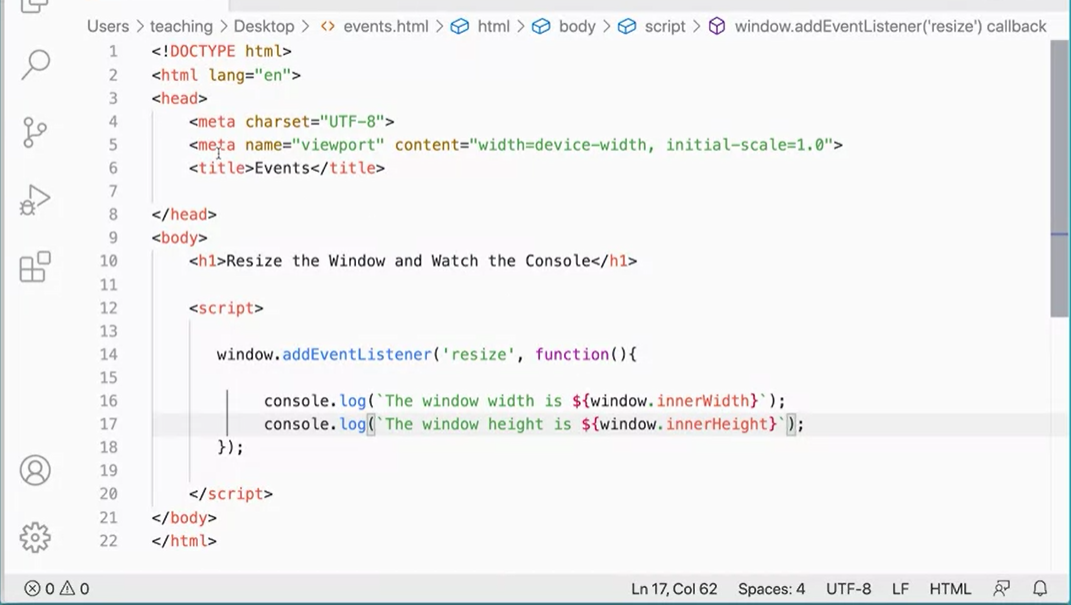 Users > teaching > Desktop > <> events.html > html > body > script > window.addEventListener('resize') callback
1 <!DOCTYPE html>
2 <html lang="en">
3 <head>
4 <meta charset="UTF-8">
5 <meta name="viewport" content="width=device-width, initial-scale=1.0">
6 <title>Events</title>
7
8 </head>
9 <body>
10 <h1>Resize the Window and Watch the Console</h1>
11
12 <script>
13
14 window.addEventListener('resize', function(){
15
16 console.log(`The window width is ${window.innerWidth}`);
17 console.log(`The window height is ${window.innerHeight}`);
18 });
19
20 </script>
21 </body>
22 </html>
0 0 Ln 17, Col 62 Spaces: 4 UTF-8 LF HTML